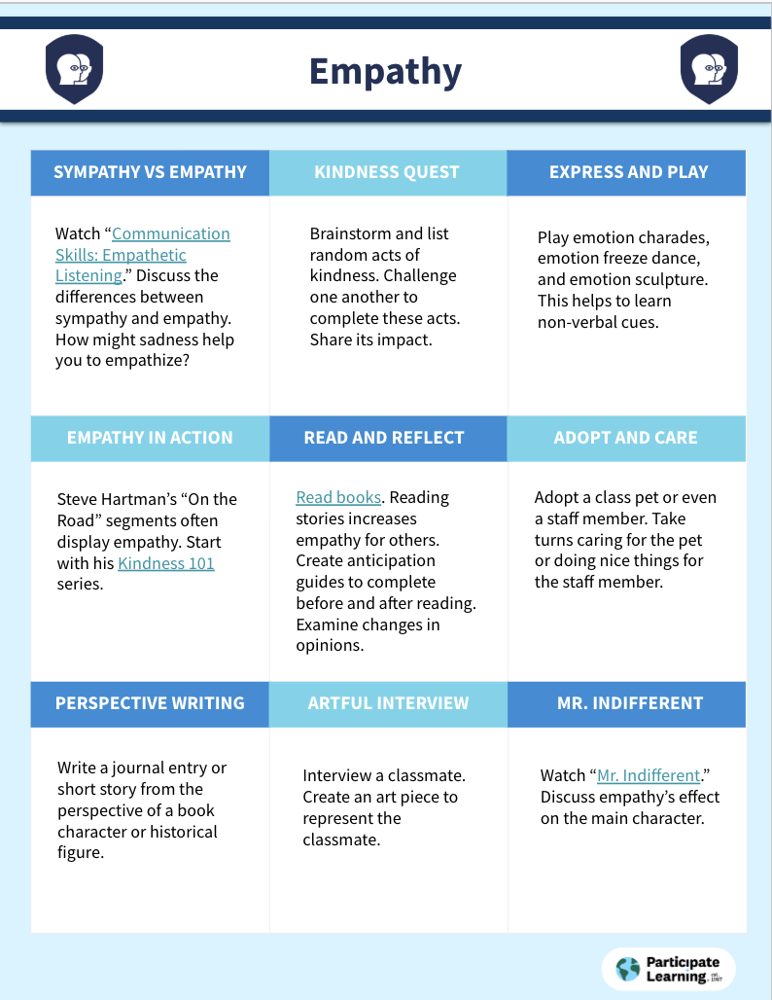 Empathy
SYMPATHY VS EMPATHY
Watch “Communication
Skills: Empathetic
Listening.” Discuss the
differences between
sympathy and empathy.
How might sadness help
you to empathize?
KINDNESS QUEST
Brainstorm and list
random acts of
kindness. Challenge
one another to
complete these acts.
Share its impact.
EXPRESS AND PLAY
Play emotion charades,
emotion freeze dance,
and emotion sculpture.
This helps to learn
non-verbal cues.
EMPATHY IN ACTION
Steve Hartman’s “On the
Road” segments often
display empathy. Start
with his Kindness 101
series.
READ AND REFLECT
Read books. Reading
stories increases
empathy for others.
Create anticipation
guides to complete
before and after reading.
Examine changes in
opinions.
ADOPT AND CARE
Adopt a class pet or even
a staff member. Take
turns caring for the pet
or doing nice things for
the staff member.
PERSPECTIVE WRITING
Write a journal entry or
short story from the
perspective of a book
character or historical
figure.
ARTFUL INTERVIEW
Interview a classmate.
Create an art piece to
represent the
classmate.
MR. INDIFFERENT
Watch “Mr. Indifferent.”
Discuss empathy’s effect
on the main character.
Participate
Learning. est. 1987